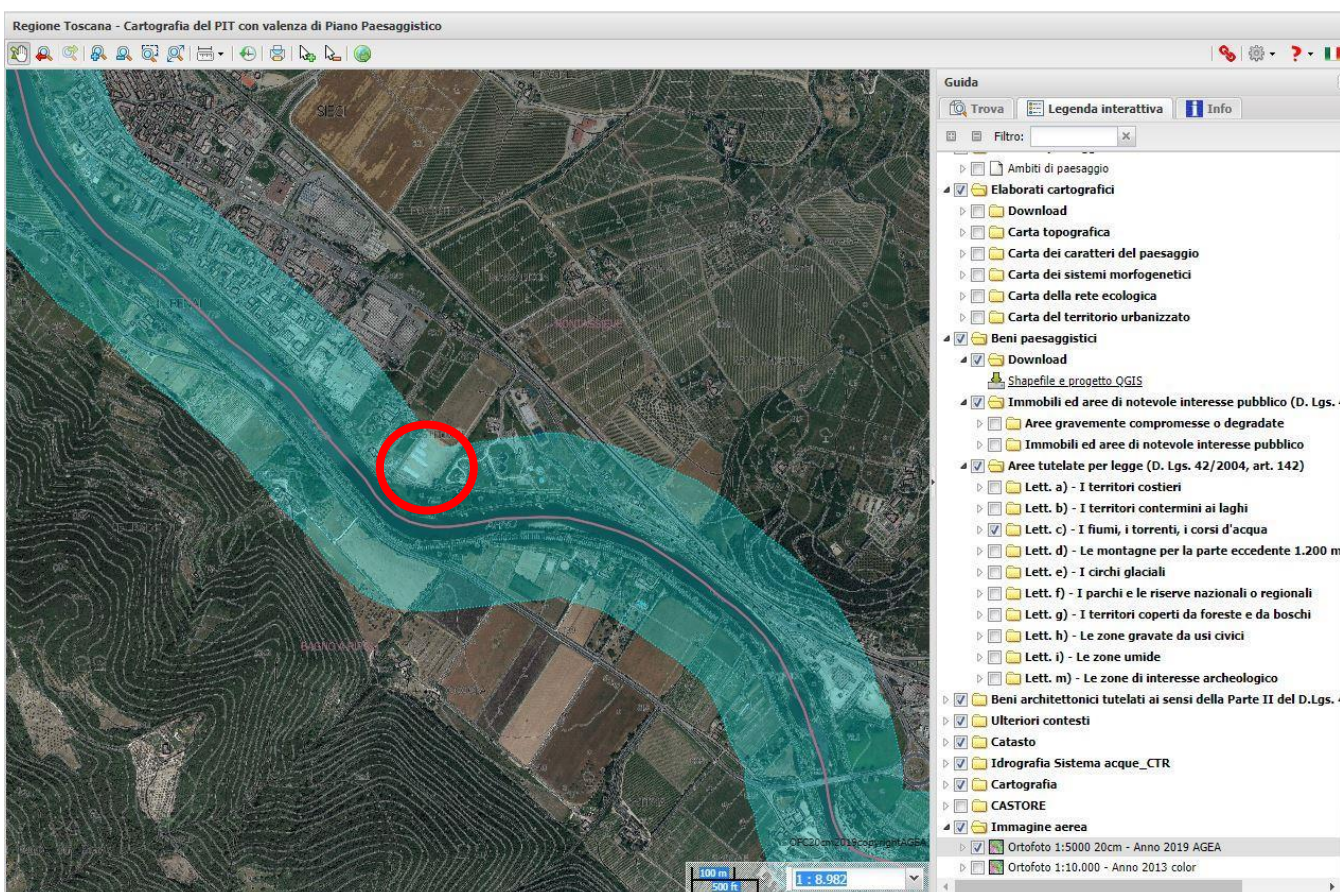 Regione Toscana - Cartografia del PIT con valenza di Piano Paesaggistico
Guida
Trova
Legenda interattiva
Info
Filtro:
Ambiti di paesaggio
Elaborati cartografici
Download
Carta topografica
Carta dei caratteri del paesaggio
Carta dei sistemi morfogenetici
Carta della rete ecologica
Carta del territorio urbanizzato
Beni paesaggistici
Download
Shapefile e progetto QGIS
Immobili ed aree di notevole interesse pubblico (D. Lgs.
Aree gravemente compromesse o degradate
Immobili ed aree di notevole interesse pubblico
Aree tutelate per legge (D. Lgs. 42/2004, art. 142)
Lett. a) - I territori costieri
Lett. b) - I territori contermini ai laghi
Lett. c) - I fiumi, i torrenti, i corsi d'acqua
Lett. d) - Le montagne per la parte eccedente 1.200 m
Lett. e) - I circhi glaciali
Lett. f) - I parchi e le riserve nazionali o regionali
Lett. g) - I territori coperti da foreste e da boschi
Lett. h) - Le zone gravate da usi civici
Lett. i) - Le zone umide
Lett. m) - Le zone di interesse archeologico
Beni architettonici tutelati ai sensi della Parte II del D.Lgs.
Ulteriori contesti
Catasto
Idrografia Sistema acque_CTR
Cartografia
CASTORE
Immagine aerea
Ortofoto 1:5000 20cm - Anno 2019 AGEA
Ortofoto 1:10.000 - Anno 2013 color
SIECI
ARNO
OFC20cm2019copyrightAGEA
100 m
500 ft
1 : 8.982